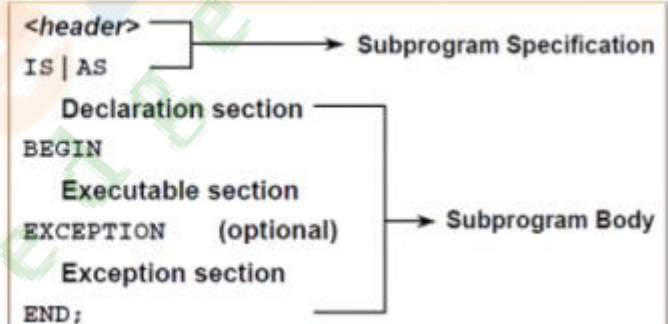 <header>
Subprogram Specification
IS | AS
Declaration section
BEGIN
Executable section
EXCEPTION (optional)
Subprogram Body
Exception section
END;